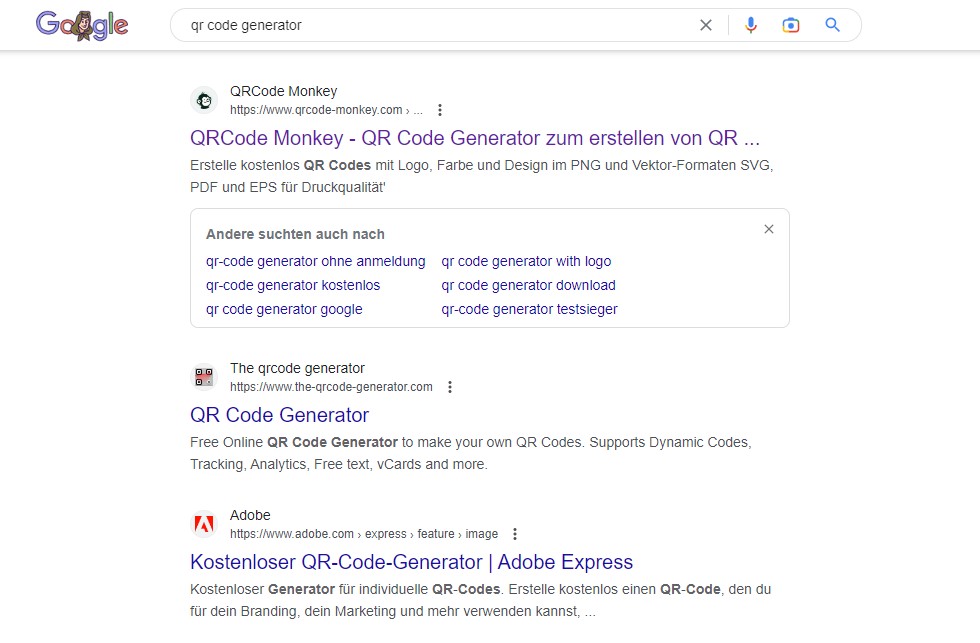 Google
qr code generator
QRCode Monkey
https://www.qrcode-monkey.com › ...
QRCode Monkey - QR Code Generator zum erstellen von QR ...
Erstelle kostenlos QR Codes mit Logo, Farbe und Design im PNG und Vektor-Formaten SVG,
PDF und EPS für Druckqualität'
Andere suchten auch nach
qr-code generator ohne anmeldung
qr code generator with logo
qr-code generator kostenlos
qr code generator download
qr code generator google
qr-code generator testsieger
The qrcode generator
https://www.the-qrcode-generator.com
QR Code Generator
Free Online QR Code Generator to make your own QR Codes. Supports Dynamic Codes,
Tracking, Analytics, Free text, vCards and more.
Adobe
https://www.adobe.com › express › feature › image
Kostenloser QR-Code-Generator | Adobe Express
Kostenloser Generator für individuelle QR-Codes. Erstelle kostenlos einen QR-Code, den du
für dein Branding, dein Marketing und mehr verwenden kannst, ...